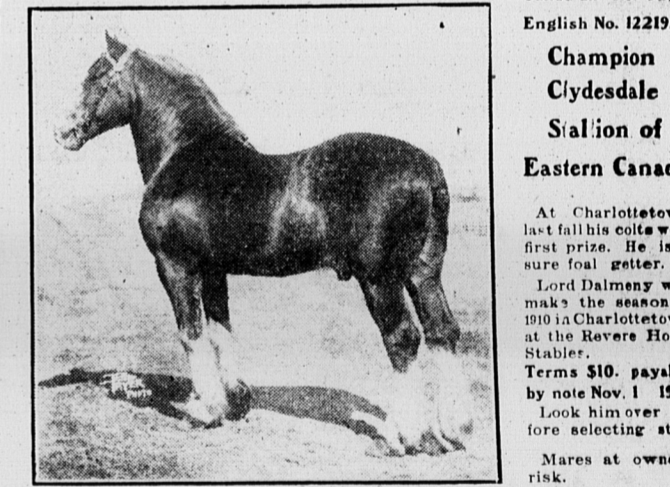 English No. 12219
Champion
Clydesdale
Stallion of
Eastern Canad
At Charlottetow
last fall his colts w
first prize. He is
sure foal getter.
Lord Dalmeny w
make the season
1910 in Charlottetow
at the Revere Ho
Stables.
Terms $10. payal
by note Nov. 1 19
Look him over
fore selecting st
Mares at owne
risk.